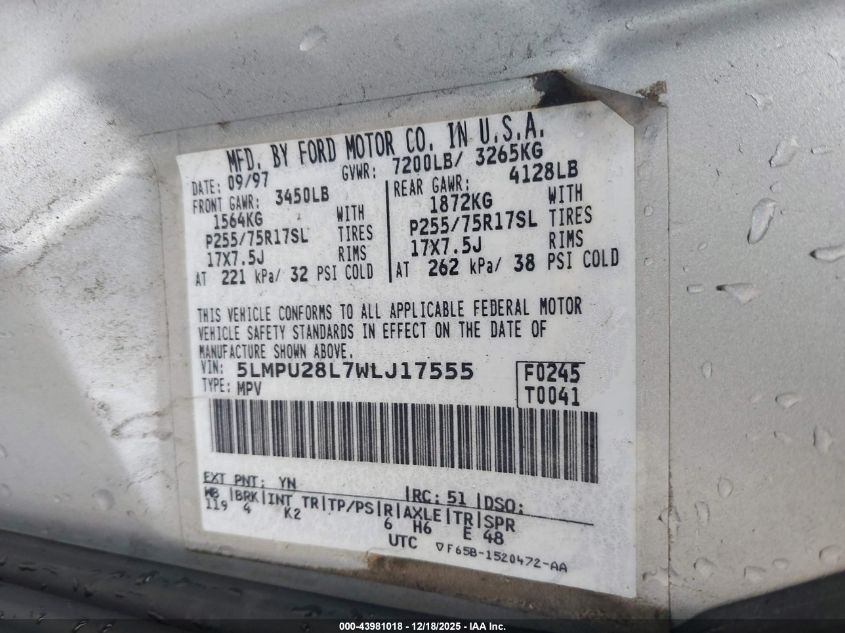 MFD. BY FORD MOTOR CO. IN U.S.A.
DATE: 09/97 GVWR: 7200LB/ 3265KG
FRONT GAWR: 3450LB
1564KG WITH
P255/75R17SL TIRES
17X7.5J RIMS
AT 221 kPa/ 32 PSI COLD
REAR GAWR: 4128LB
1872KG WITH
P255/75R17SL TIRES
17X7.5J RIMS
AT 262 kPa/ 38 PSI COLD
THIS VEHICLE CONFORMS TO ALL APPLICABLE FEDERAL MOTOR
VEHICLE SAFETY STANDARDS IN EFFECT ON THE DATE OF
MANUFACTURE SHOWN ABOVE.
VIN: 5LMPU28L7WLJ17555 F0245
TYPE: MPV T0041
EXT PNT: YN RC: 51 DSO:
WB BRK INT TR TP/PS R AXLE TR SPR
119 4 K2 6 H6 E 48
UTC ▽F65B-1520472-AA
000-43981018 - 12/18/2025 - IAA Inc.